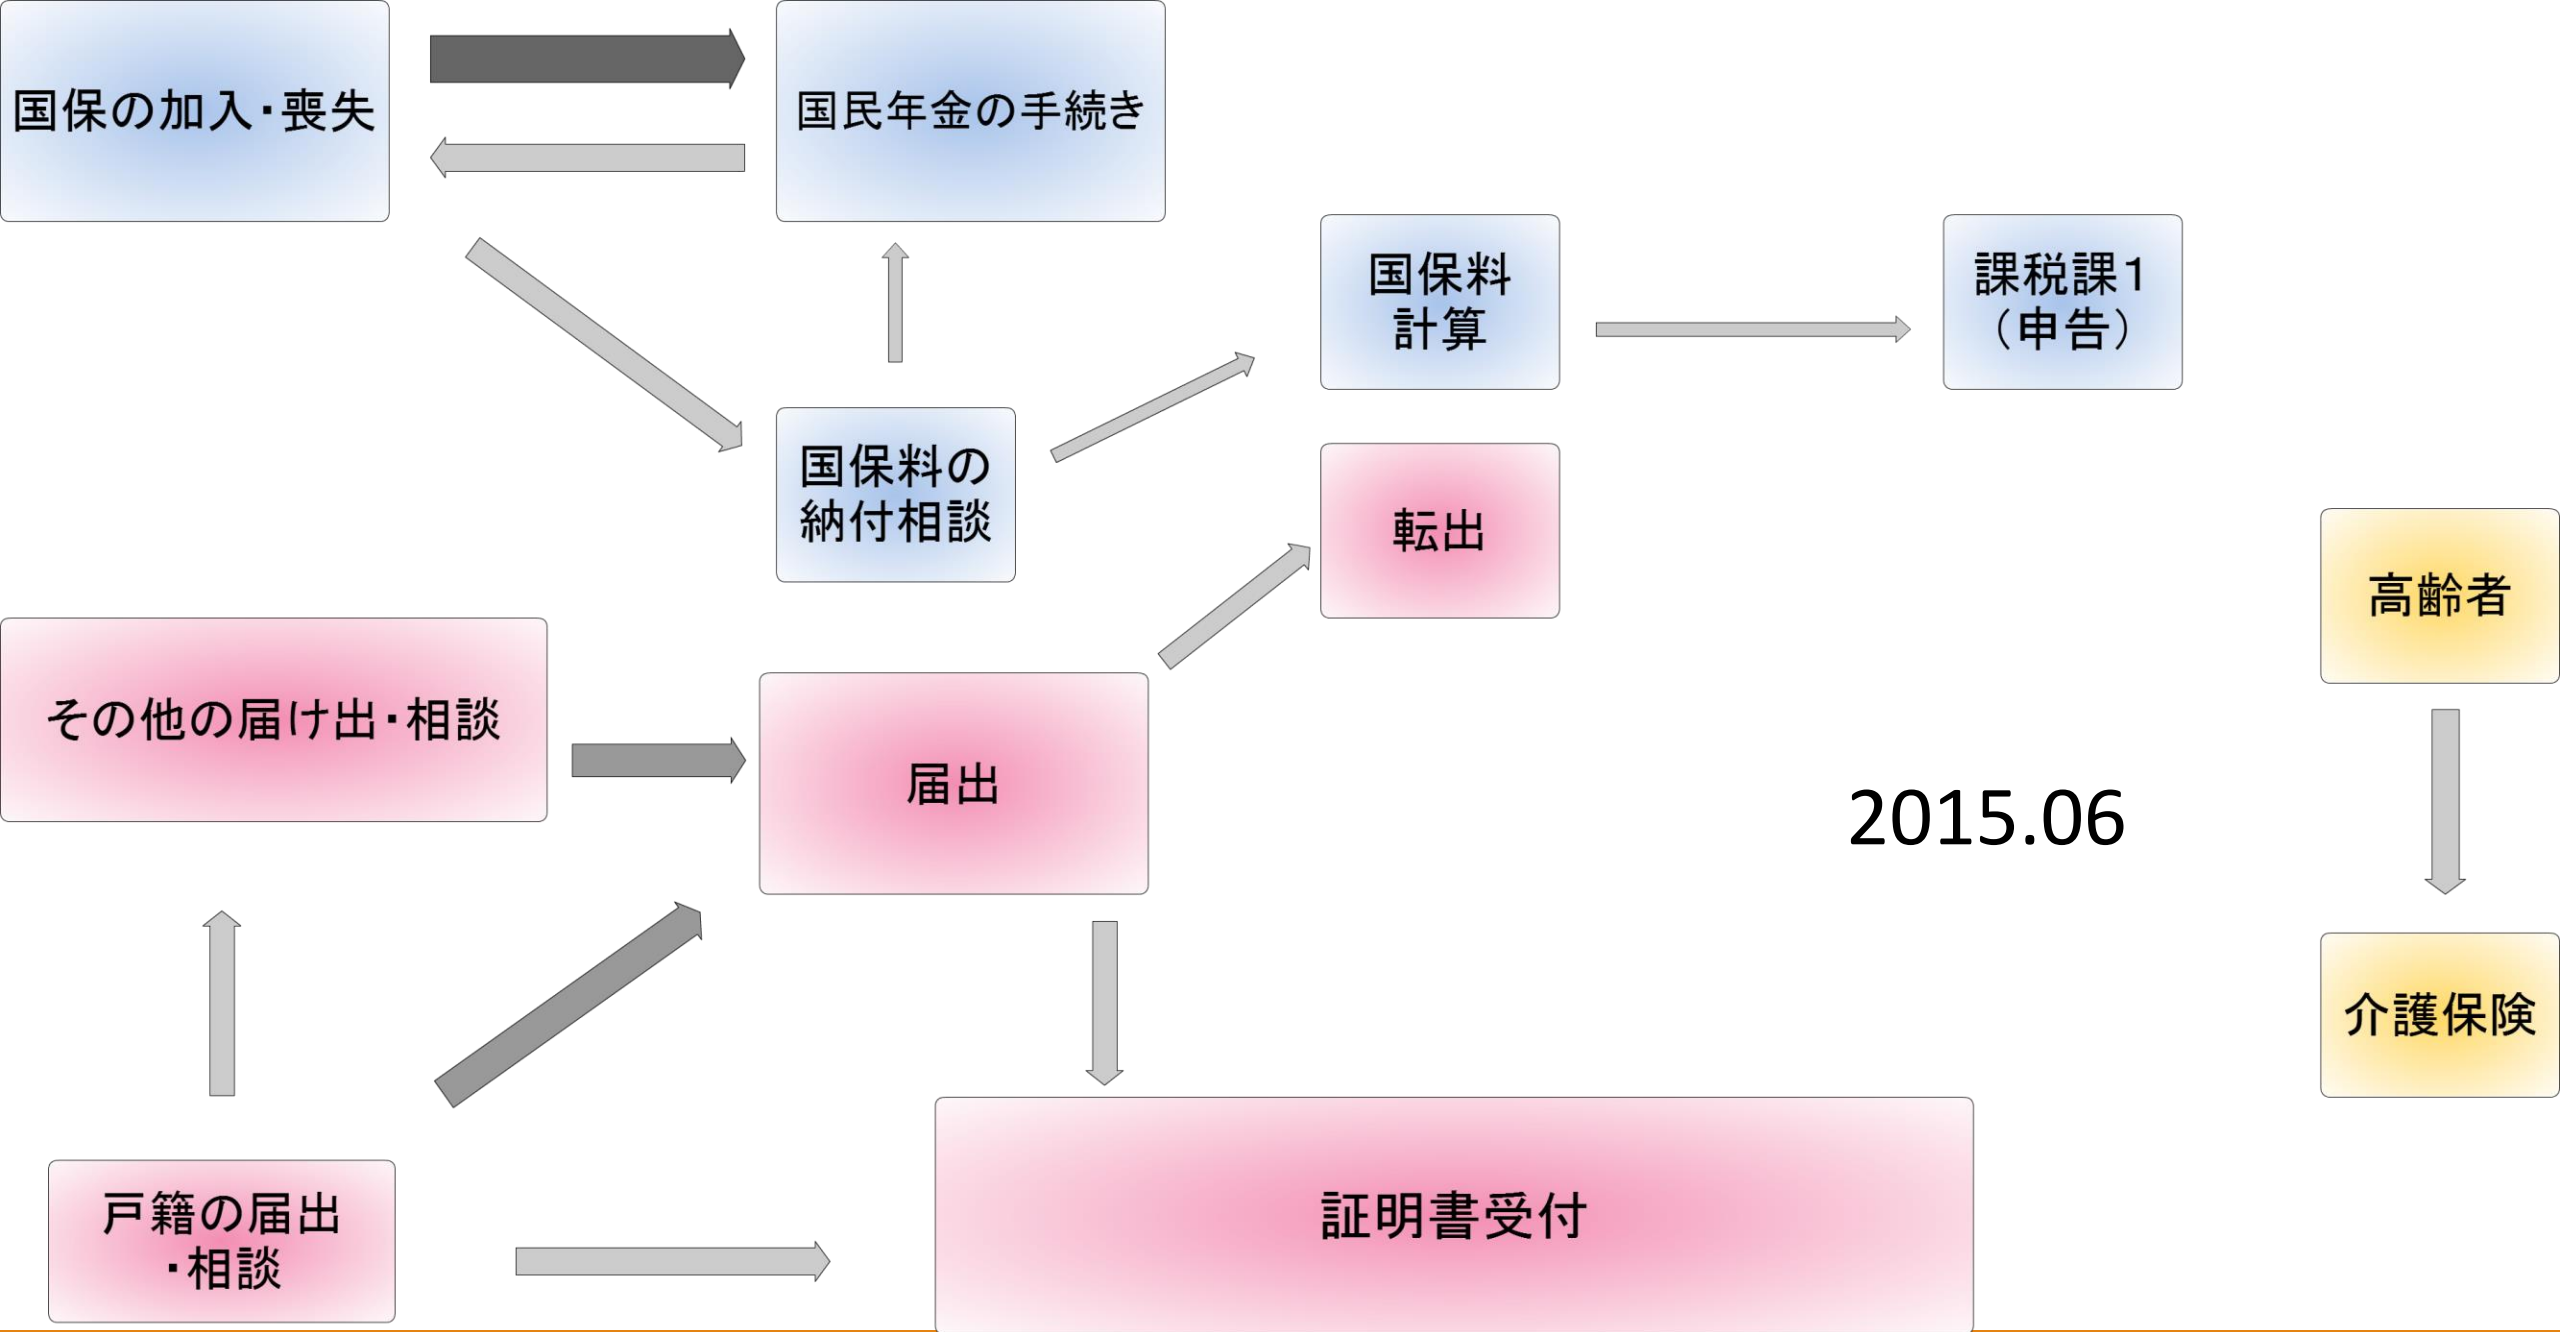 国保の加入・喪失
国民年金の手続き
国保料
計算
課税課1
（申告）
国保料の
納付相談
転出
高齢者
その他の届け出・相談
届出
2015.06
介護保険
戸籍の届出
・相談
証明書受付